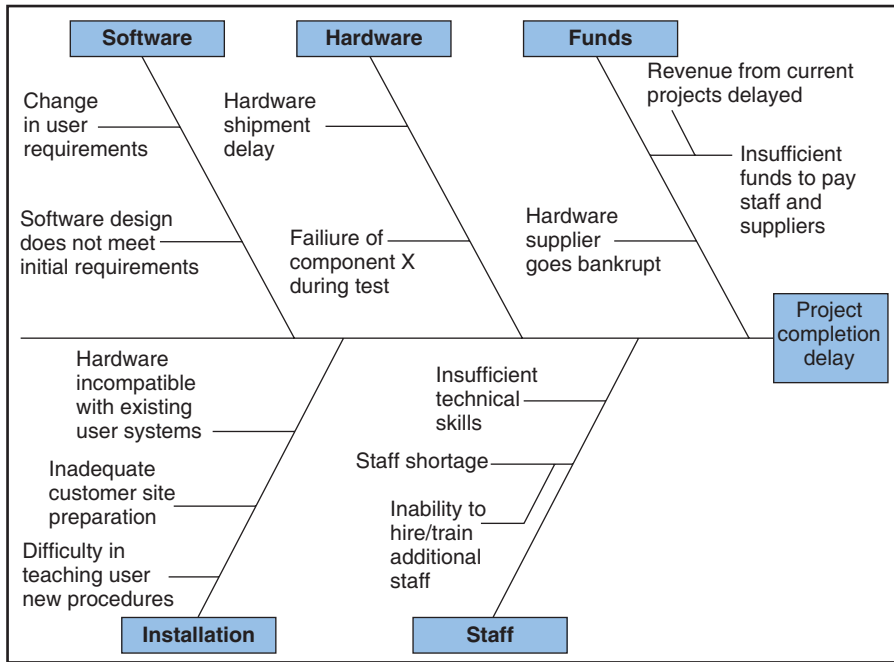 Software
Hardware
Funds
Change
in user
requirements
Software design
does not meet
initial requirements
Hardware
shipment
delay
Failiure of
component X
during test
Revenue from current
projects delayed
Insufficient
funds to pay
staff and
suppliers
Hardware
supplier
goes bankrupt
Project
completion
delay
Hardware
incompatible
with existing
user systems
Inadequate
customer site
preparation
Difficulty in
teaching user
new procedures
Insufficient
technical
skills
Staff shortage
Inability to
hire/train
additional
staff
Installation
Staff